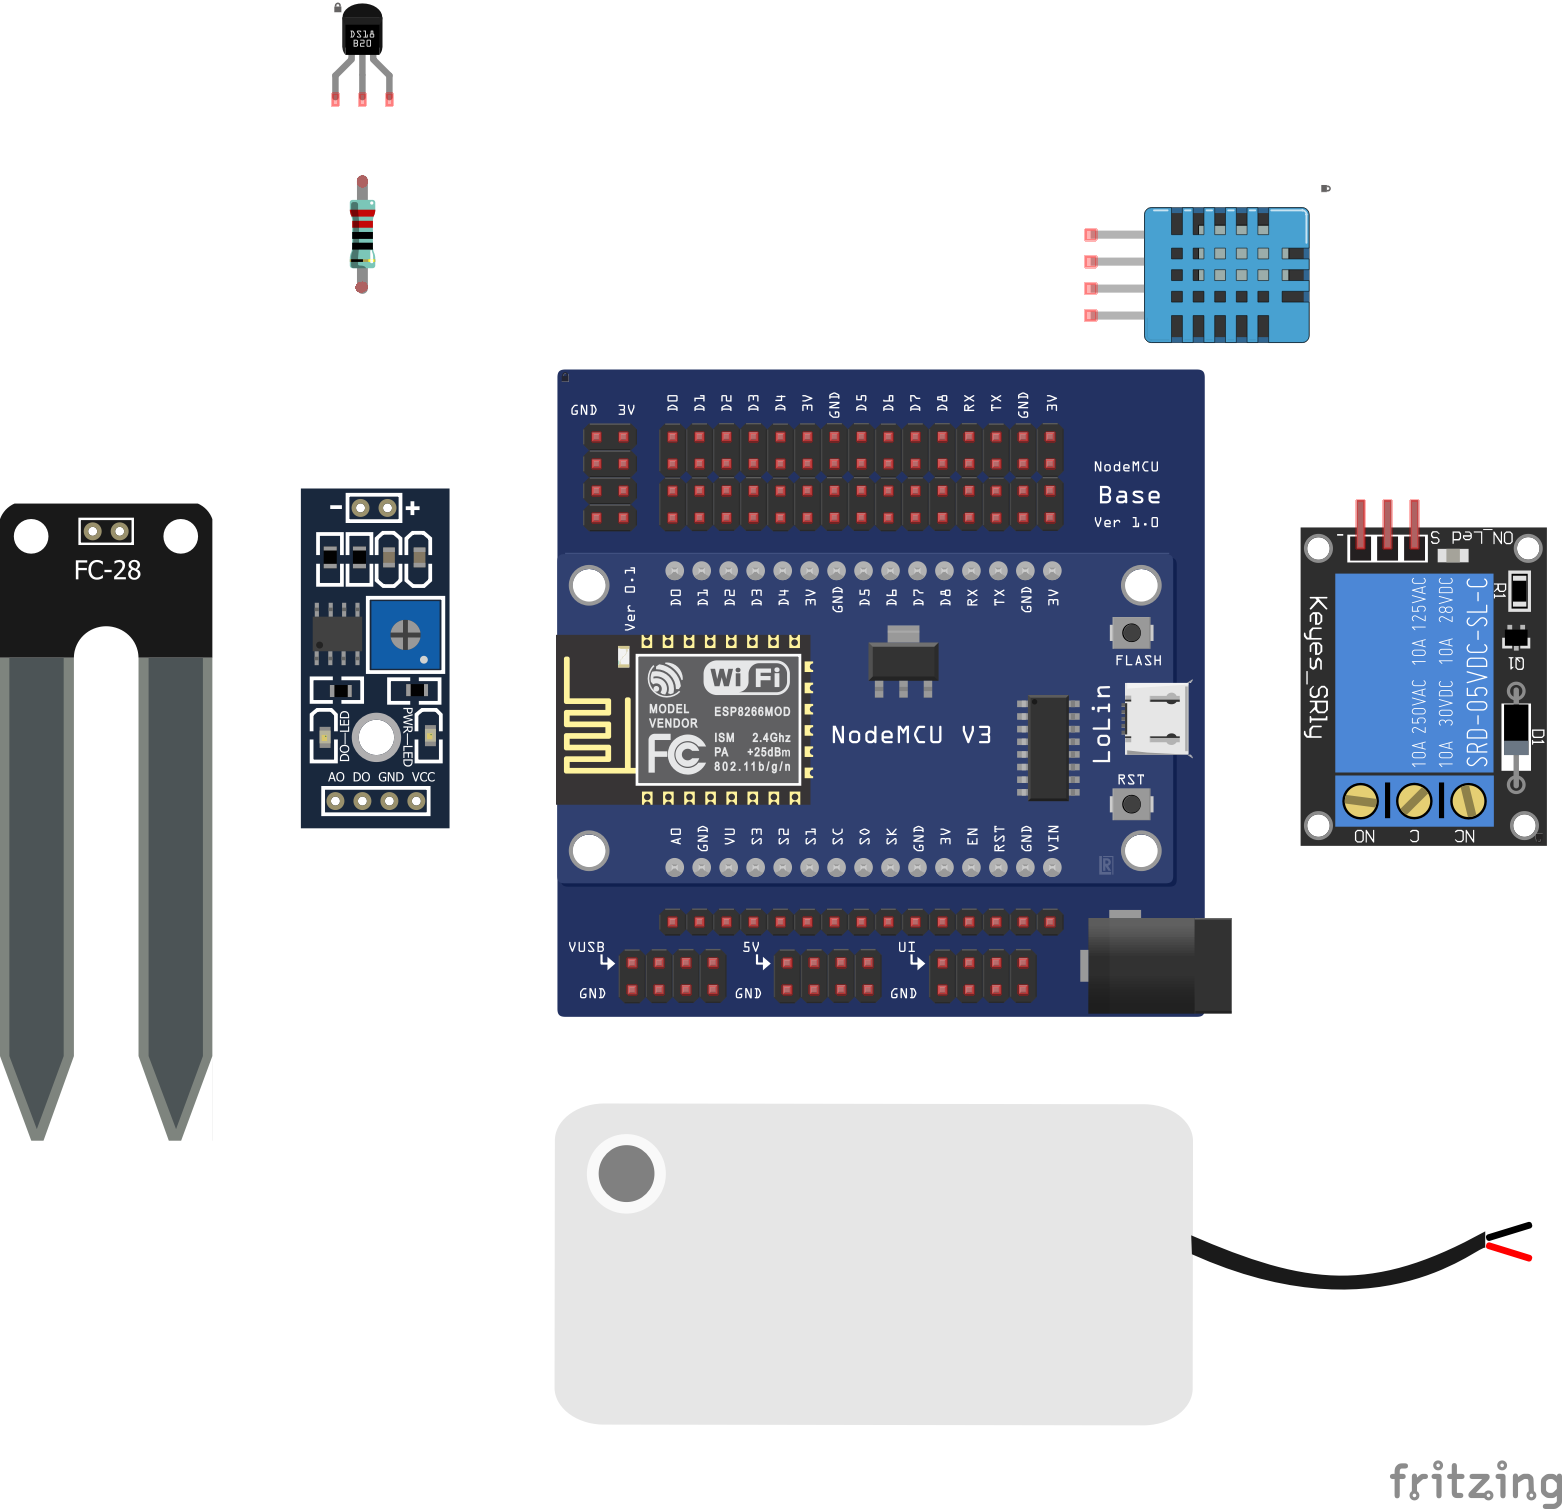 DS18
B20
GND 3V D0 D1 D2 D3 D4 3V GND D5 D6 D7 D8 RX TX GND 3V
NodeMCU
Base
Ver 1.0
FC-28
- +
DO-LED
PWR-LED
AO DO GND VCC
Ver 0.1
D0 D1 D2 D3 D4 3V GND D5 D6 D7 D8 RX TX GND 3V
FLASH
WiFi
MODEL ESP8266MOD
VENDOR
ISM 2.4Ghz
PA +25dBm
802.11b/g/n
FC
NodeMCU V3
LoLin
RST
A0 GND VU S3 S2 S1 SC S0 SK GND 3V EN RST GND VIN
VUSB 5V UI
GND GND GND
- S ON_Led
Keyes_SRly
10A 250VAC 10A 125VAC
10A 30VDC 10A 28VDC
SRD-05VDC-SL-C
R1
Q1
D1
NO C NC
fritzing